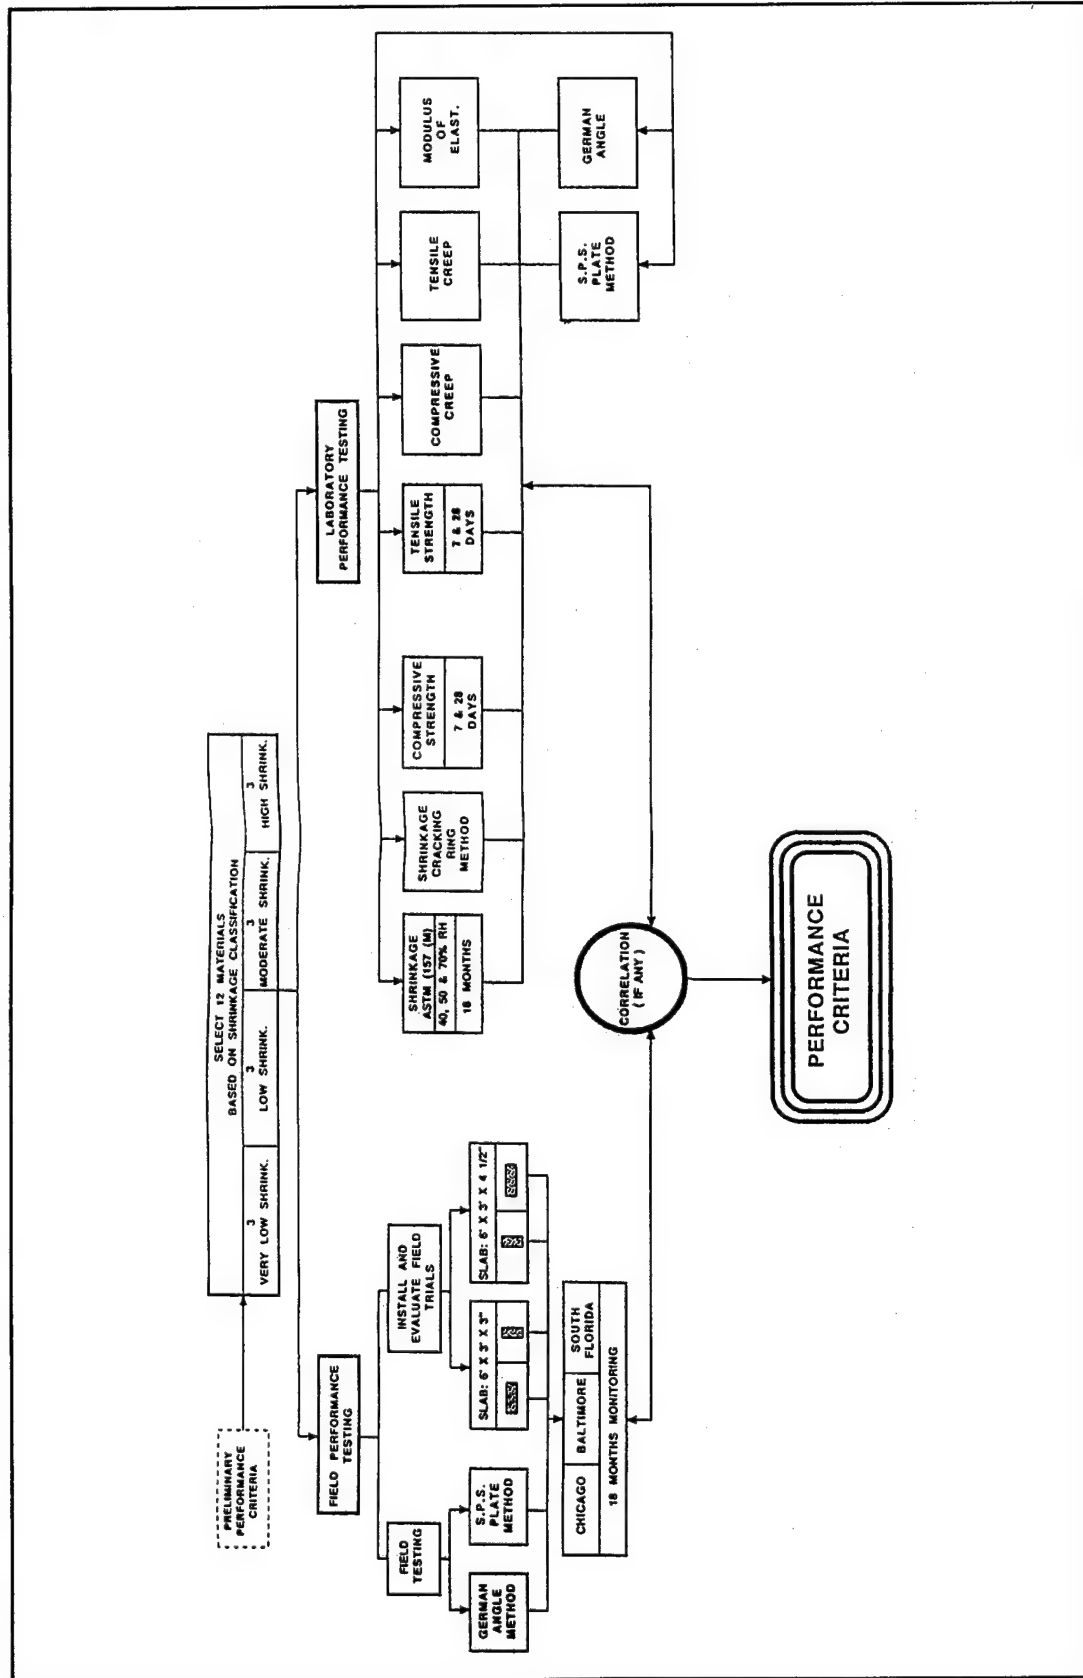 PRELIMINARY
PERFORMANCE
CRITERIA
SELECT 12 MATERIALS
BASED ON SHRINKAGE CLASSIFICATION
3
VERY LOW SHRINK.
3
LOW SHRINK.
3
MODERATE SHRINK.
3
HIGH SHRINK.
FIELD PERFORMANCE
TESTING
LABORATORY
PERFORMANCE TESTING
FIELD
TESTING
INSTALL AND
EVALUATE FIELD
TRIALS
GERMAN
ANGLE
METHOD
S.P.S.
PLATE
METHOD
SLAB: 6' X 3' X 3"
SLAB: 6' X 3' X 4 1/2"
CHICAGO
BALTIMORE
SOUTH
FLORIDA
18 MONTHS MONITORING
SHRINKAGE
ASTM (157 (M)
40, 50 & 70% RH
18 MONTHS
SHRINKAGE
CRACKING
RING
METHOD
COMPRESSIVE
STRENGTH
7 & 28
DAYS
TENSILE
STRENGTH
7 & 28
DAYS
COMPRESSIVE
CREEP
TENSILE
CREEP
MODULUS
OF
ELAST.
S.P.S.
PLATE
METHOD
GERMAN
ANGLE
CORRELATION
( IF ANY )
PERFORMANCE
CRITERIA